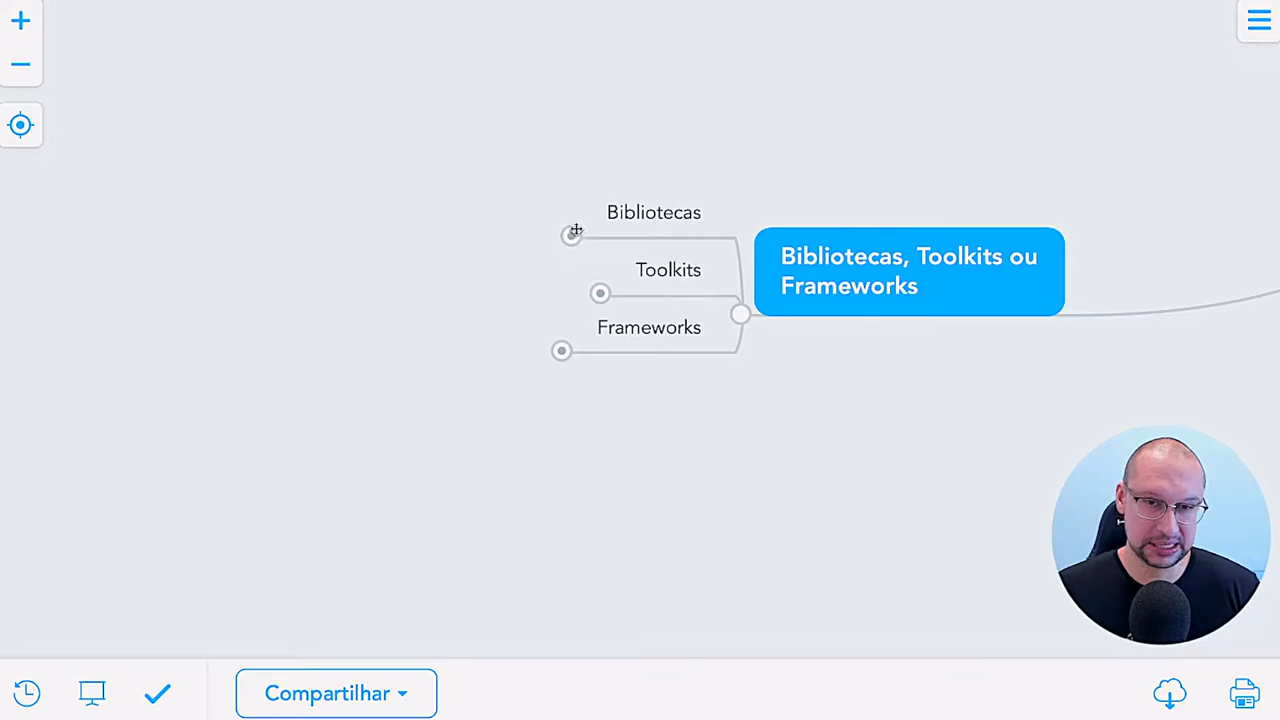 Bibliotecas
Toolkits
Frameworks
Bibliotecas, Toolkits ou
Frameworks
Compartilhar